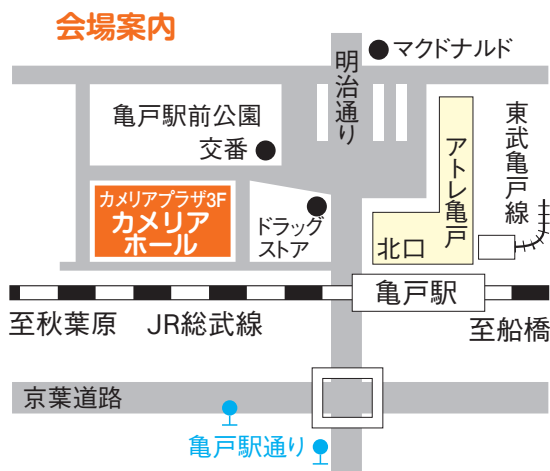 会場案内
マクドナルド
明治通り
亀戸駅前公園
交番
アトレ亀戸
東武亀戸線
カメリアプラザ3F
カメリア
ホール
ドラッグ
ストア
北口
亀戸駅
至秋葉原
JR総武線
至船橋
京葉道路
亀戸駅通り